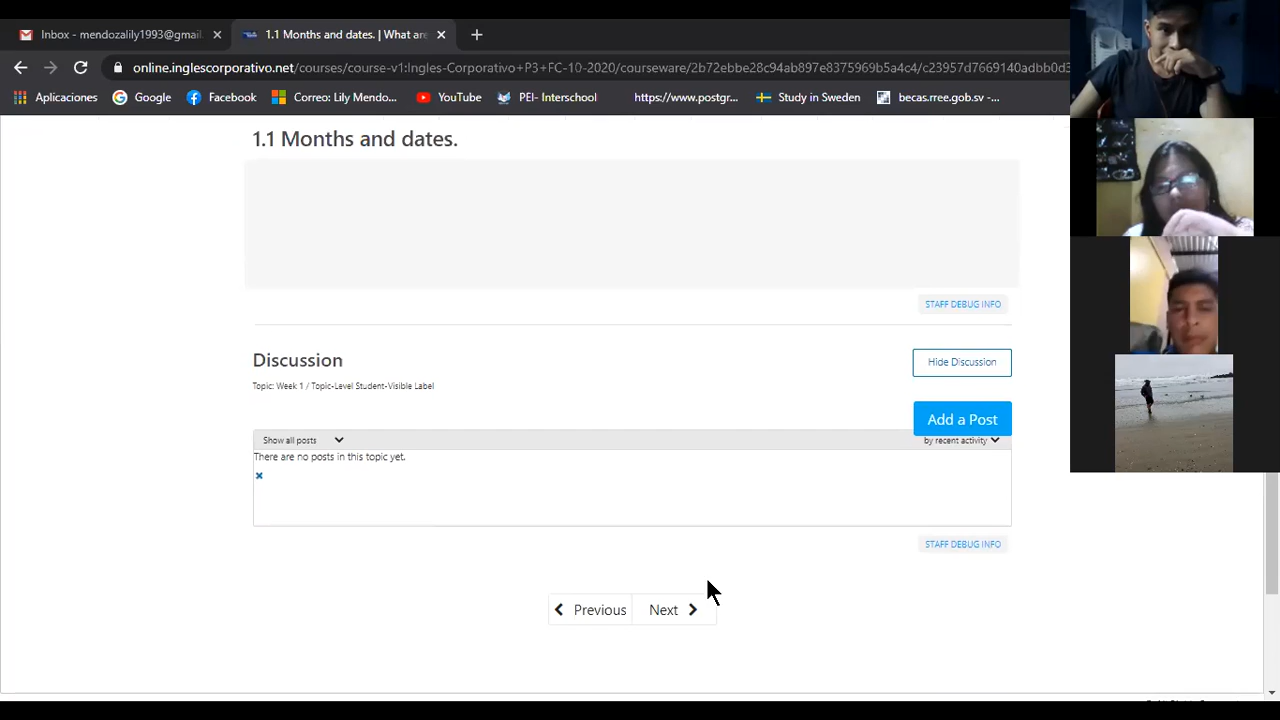 Inbox - mendozalily1993@gmail.
1.1 Months and dates. | What are
online.inglescorporativo.net/courses/course-v1:Ingles-Corporativo+P3+FC-10-2020/courseware/2b72ebbe28c94ab897e8375969b5a4c4/c23957d7669140adbb0d3
Aplicaciones Google Facebook Correo: Lily Mendo... YouTube PEI- Interschool https://www.postgr... Study in Sweden becas.rree.gob.sv -...
1.1 Months and dates.
STAFF DEBUG INFO
Discussion
Hide Discussion
Topic: Week 1 / Topic-Level Student-Visible Label
Add a Post
Show all posts by recent activity
There are no posts in this topic yet.
STAFF DEBUG INFO
Previous Next